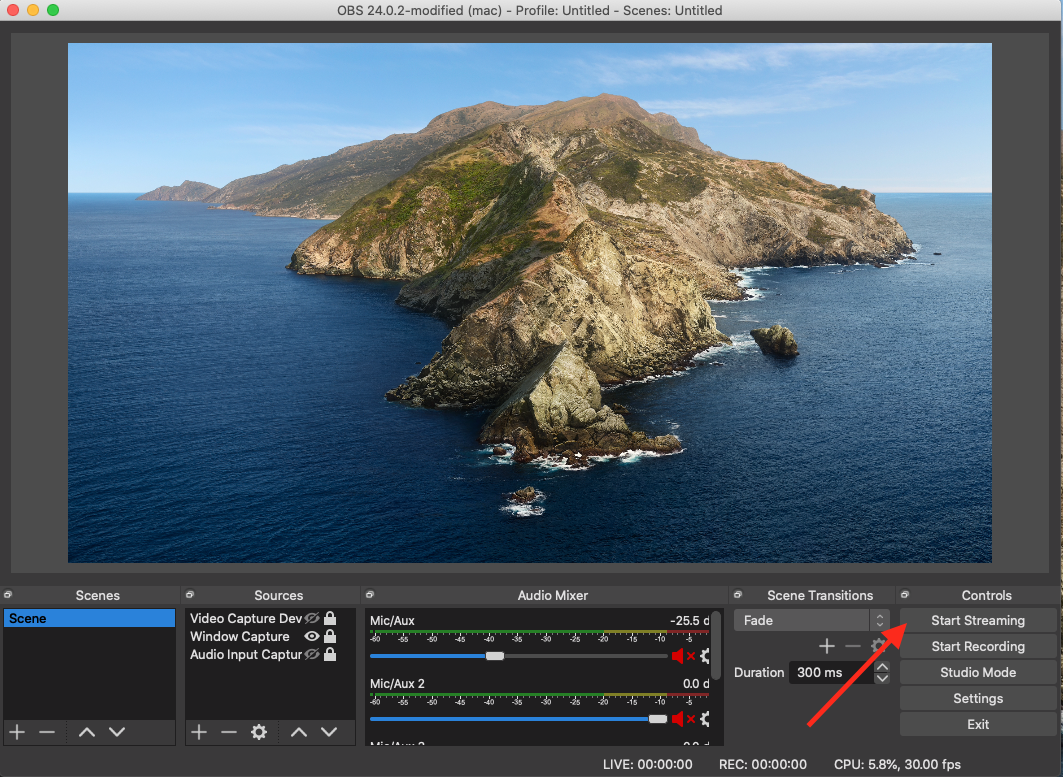 OBS 24.0.2-modified (mac) - Profile: Untitled - Scenes: Untitled
Scenes
Scene
Sources
Video Capture Dev
Window Capture
Audio Input Captur
Audio Mixer
Mic/Aux -25.5 d
-60 -55 -50 -45 -40 -35 -30 -25 -20 -15 -10 -5
Mic/Aux 2 0.0 d
-60 -55 -50 -45 -40 -35 -30 -25 -20 -15 -10 -5
Scene Transitions
Fade
Duration 300 ms
Controls
Start Streaming
Start Recording
Studio Mode
Settings
Exit
LIVE: 00:00:00 REC: 00:00:00 CPU: 5.8%, 30.00 fps